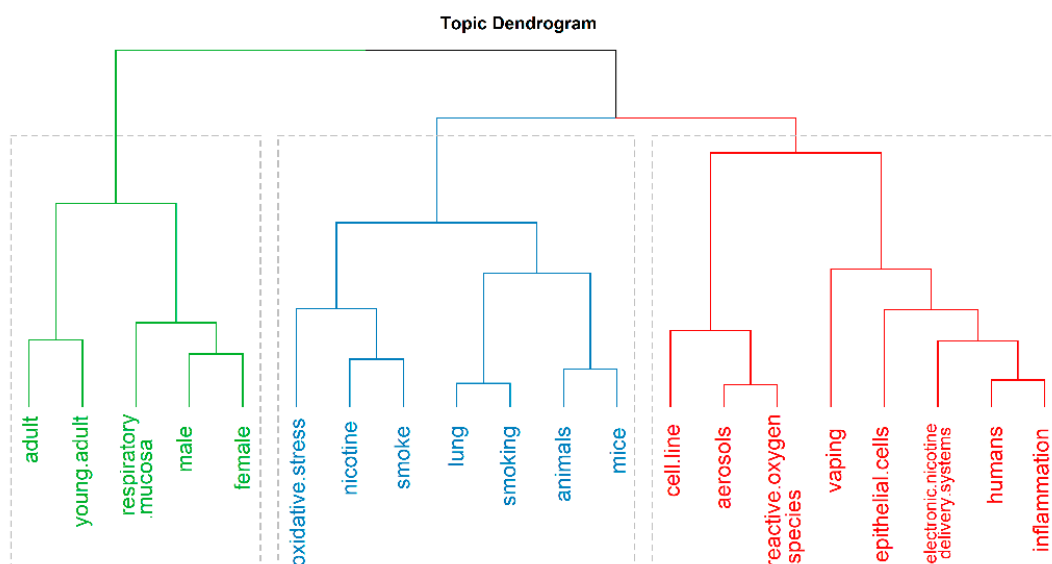 Topic Dendrogram
adult
young.adult
respiratory
.mucosa
male
female
oxidative.stress
nicotine
smoke
lung
smoking
animals
mice
cell.line
aerosols
reactive.oxygen
species
vaping
epithelial.cells
electronic.nicotine
delivery.systems
humans
inflammation